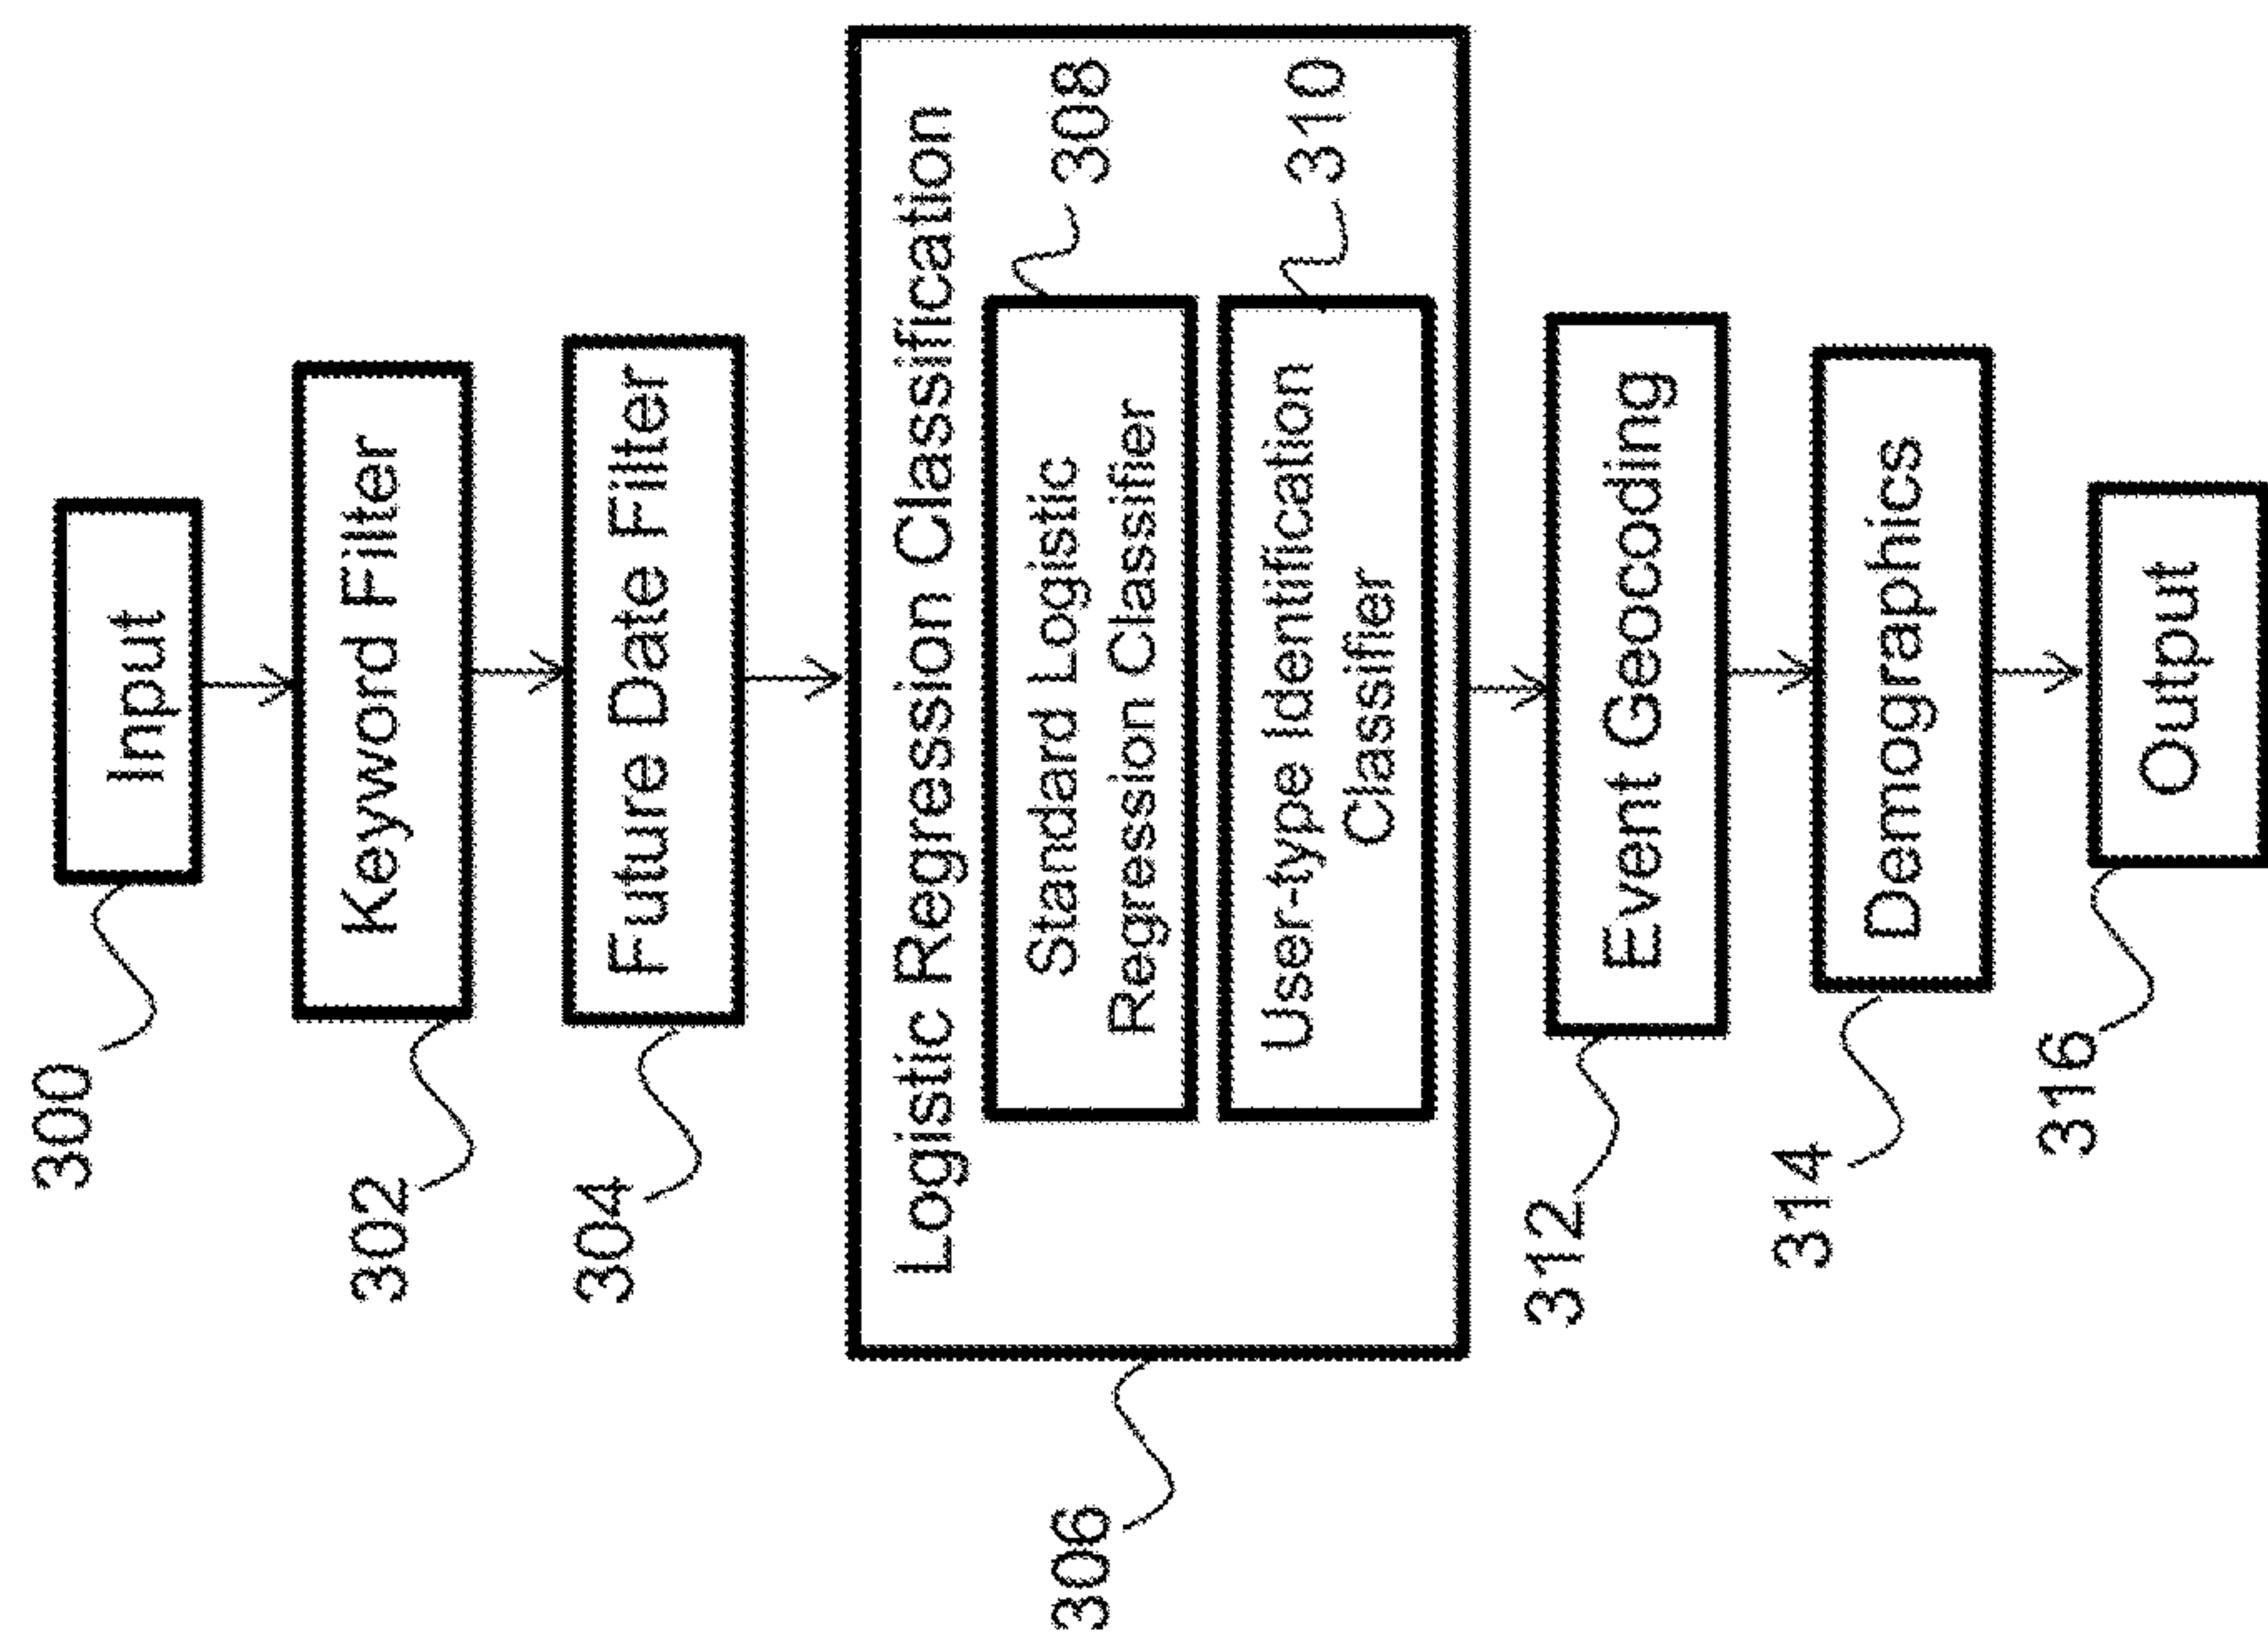 300
Input
302
Keyword Filter
304
Future Date Filter
306
Logistic Regression Classification
Standard Logistic
Regression Classifier
308
User-type Identification
Classifier
310
312
Event Geocoding
314
Demographics
316
Output